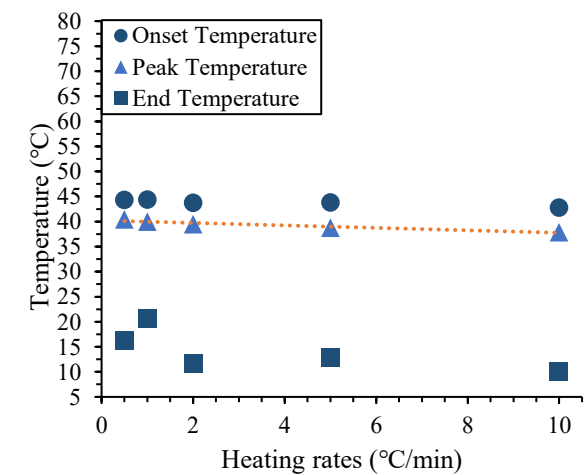 Onset Temperature
Peak Temperature
End Temperature
Temperature (℃)
80
75
70
65
60
55
50
45
40
35
30
25
20
15
10
5
0 2 4 6 8 10
Heating rates (℃/min)